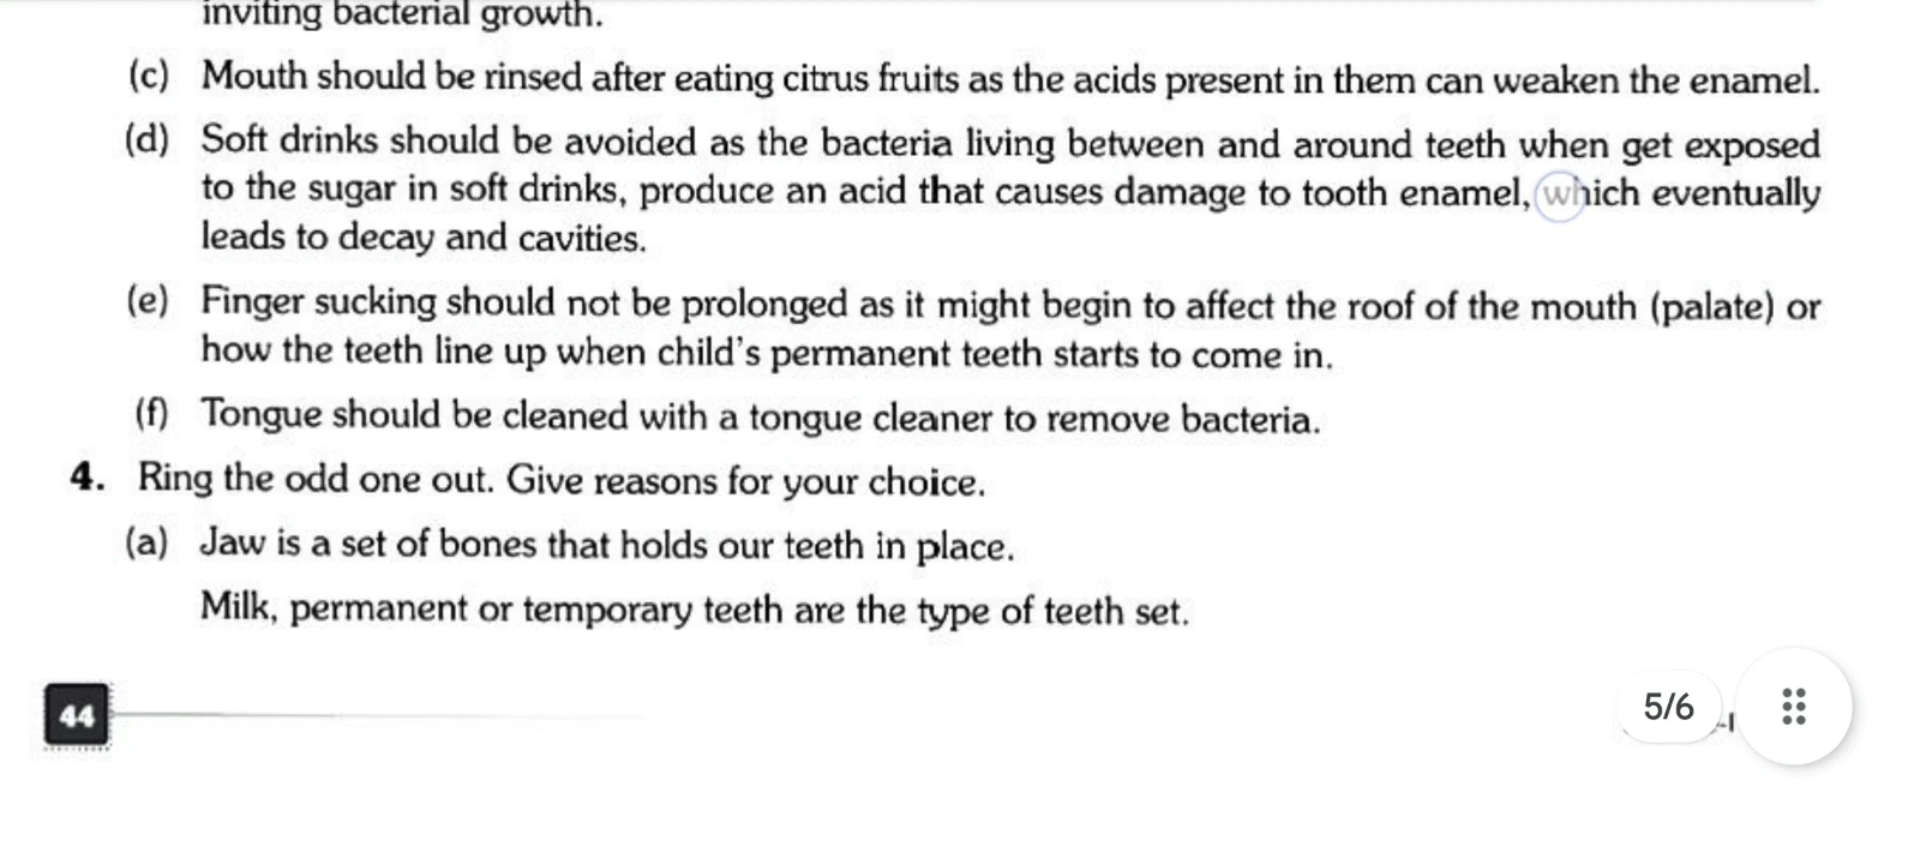 inviting bacterial growth.
(c) Mouth should be rinsed after eating citrus fruits as the acids present in them can weaken the enamel.
(d) Soft drinks should be avoided as the bacteria living between and around teeth when get exposed
to the sugar in soft drinks, produce an acid that causes damage to tooth enamel, which eventually
leads to decay and cavities.
(e) Finger sucking should not be prolonged as it might begin to affect the roof of the mouth (palate) or
how the teeth line up when child's permanent teeth starts to come in.
(f) Tongue should be cleaned with a tongue cleaner to remove bacteria.
4. Ring the odd one out. Give reasons for your choice.
(a) Jaw is a set of bones that holds our teeth in place.
Milk, permanent or temporary teeth are the type of teeth set.
44
5/6
-I